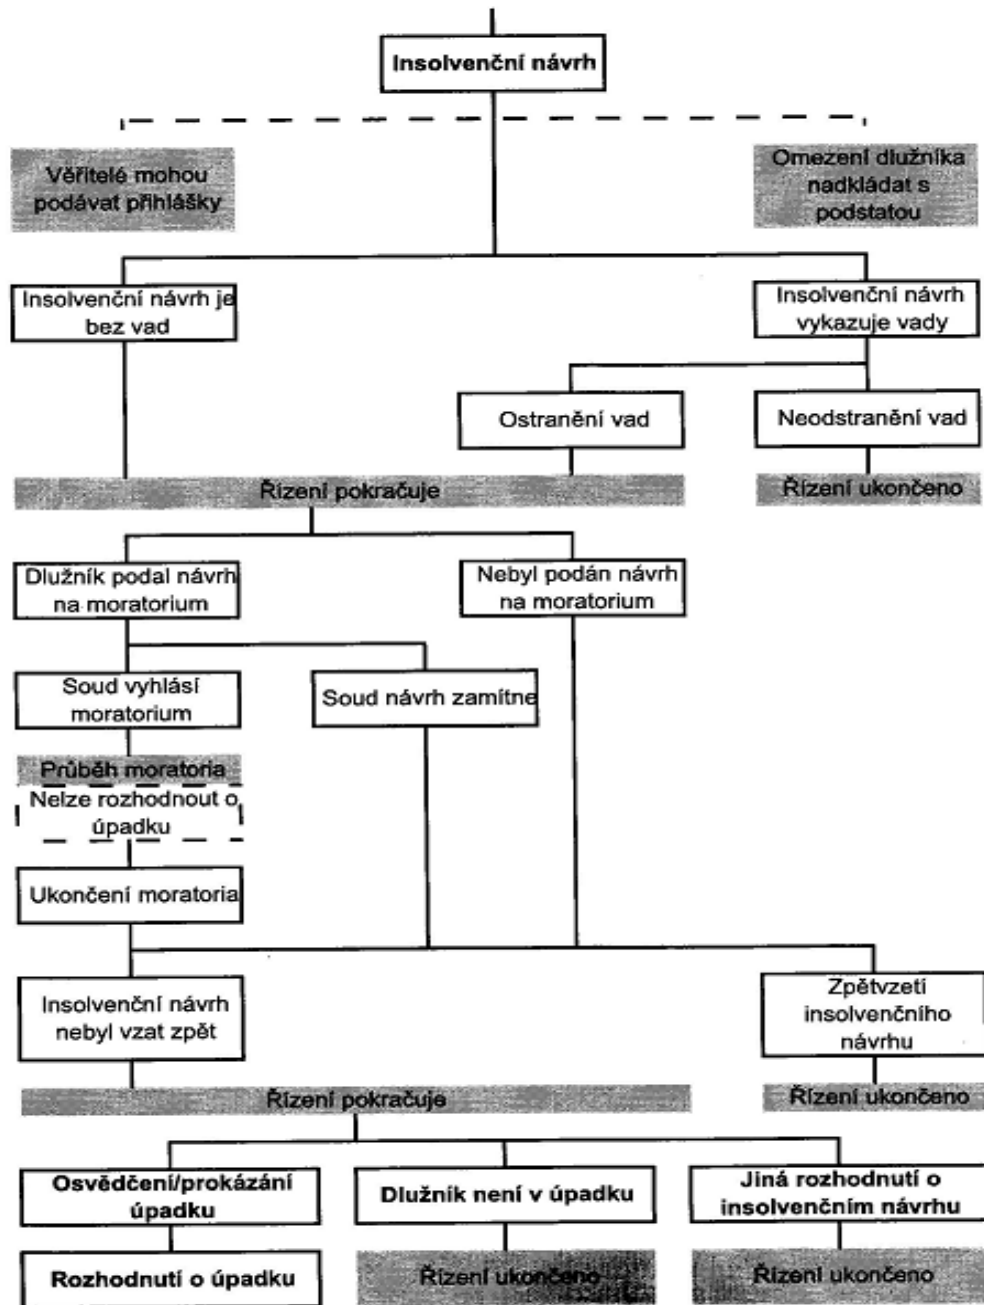 Insolvenční návrh
Věřitelé mohou
podávat přihlášky
Omezení dlužníka
nadkládat s
podstatou
Insolvenční návrh je
bez vad
Insolvenční návrh
vykazuje vady
Ostranění vad
Neodstranění vad
Řízení pokračuje
Řízení ukončeno
Dlužník podal návrh
na moratorium
Nebyl podán návrh
na moratorium
Soud vyhlásí
moratorium
Soud návrh zamítne
Průběh moratoria
Nelze rozhodnout o
úpadku
Ukončení moratoria
Insolvenční návrh
nebyl vzat zpět
Zpětvzetí
insolvenčního
návrhu
Řízení pokračuje
Řízení ukončeno
Osvědčení/prokázání
úpadku
Dlužník není v úpadku
Jiná rozhodnutí o
insolvenčním návrhu
Rozhodnutí o úpadku
Řízení ukončeno
Řízení ukončeno